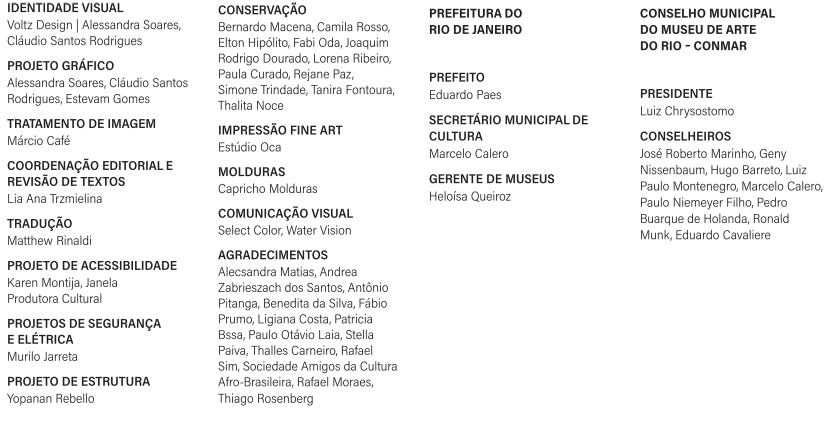 IDENTIDADE VISUAL
Voltz Design | Alessandra Soares,
Cláudio Santos Rodrigues
PROJETO GRÁFICO
Alessandra Soares, Cláudio Santos
Rodrigues, Estevam Gomes
TRATAMENTO DE IMAGEM
Márcio Café
COORDENAÇÃO EDITORIAL E
REVISÃO DE TEXTOS
Lia Ana Trzmielina
TRADUÇÃO
Matthew Rinaldi
PROJETO DE ACESSIBILIDADE
Karen Montija, Janela
Produtora Cultural
PROJETOS DE SEGURANÇA
E ELÉTRICA
Murilo Jarreta
PROJETO DE ESTRUTURA
Yopanan Rebello
CONSERVAÇÃO
Bernardo Macena, Camila Rosso,
Elton Hipólito, Fabi Oda, Joaquim
Rodrigo Dourado, Lorena Ribeiro,
Paula Curado, Rejane Paz,
Simone Trindade, Tanira Fontoura,
Thalita Noce
IMPRESSÃO FINE ART
Estúdio Oca
MOLDURAS
Capricho Molduras
COMUNICAÇÃO VISUAL
Select Color, Water Vision
AGRADECIMENTOS
Alecsandra Matias, Andrea
Zabrieszach dos Santos, Antônio
Pitanga, Benedita da Silva, Fábio
Prumo, Ligiana Costa, Patricia
Bssa, Paulo Otávio Laia, Stella
Paiva, Thalles Carneiro, Rafael
Sim, Sociedade Amigos da Cultura
Afro-Brasileira, Rafael Moraes,
Thiago Rosenberg
PREFEITURA DO
RIO DE JANEIRO
PREFEITO
Eduardo Paes
SECRETÁRIO MUNICIPAL DE
CULTURA
Marcelo Calero
GERENTE DE MUSEUS
Heloísa Queiroz
CONSELHO MUNICIPAL
DO MUSEU DE ARTE
DO RIO – CONMAR
PRESIDENTE
Luiz Chrysostomo
CONSELHEIROS
José Roberto Marinho, Geny
Nissenbaum, Hugo Barreto, Luiz
Paulo Montenegro, Marcelo Calero,
Paulo Niemeyer Filho, Pedro
Buarque de Holanda, Ronald
Munk, Eduardo Cavaliere